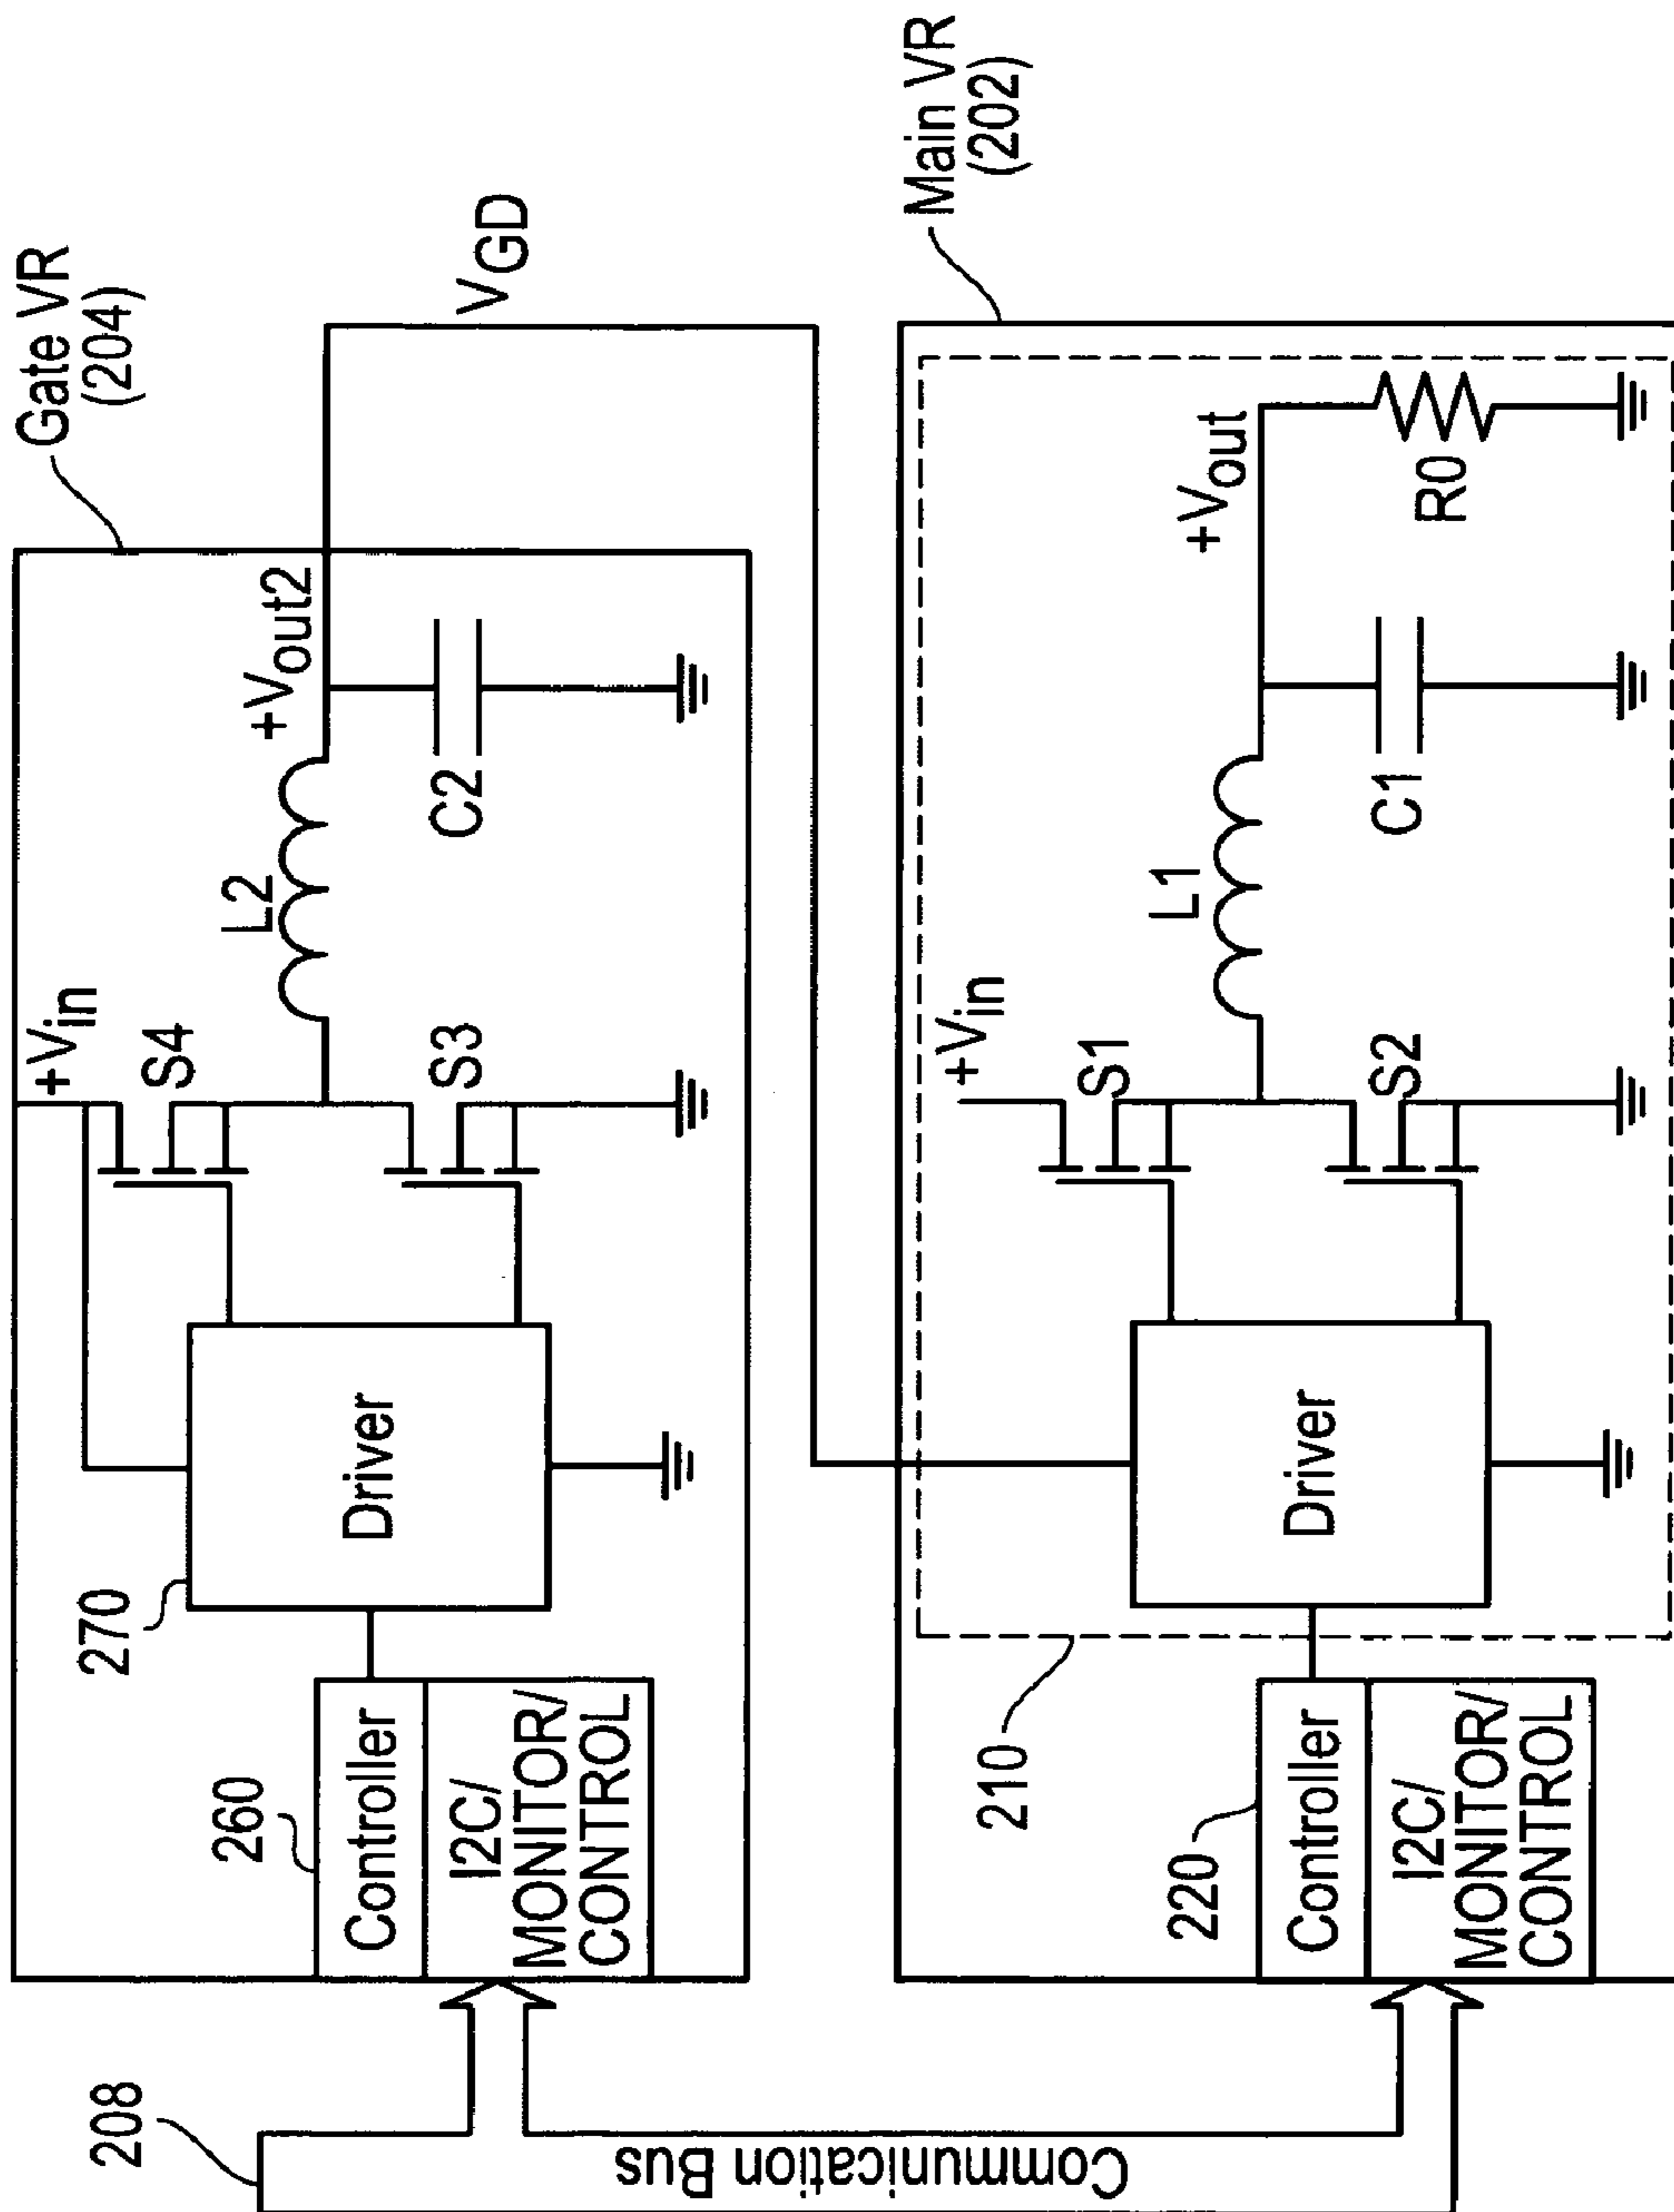 Gate VR
(204)
+Vin
S4
L2
+Vout2
VGD
S3
C2
270
Driver
260
Controller
I2C/
MONITOR/
CONTROL
208
Communication Bus
Main VR
(202)
+Vin
S1
L1
+Vout
S2
C1
R0
Driver
210
220
Controller
I2C/
MONITOR/
CONTROL